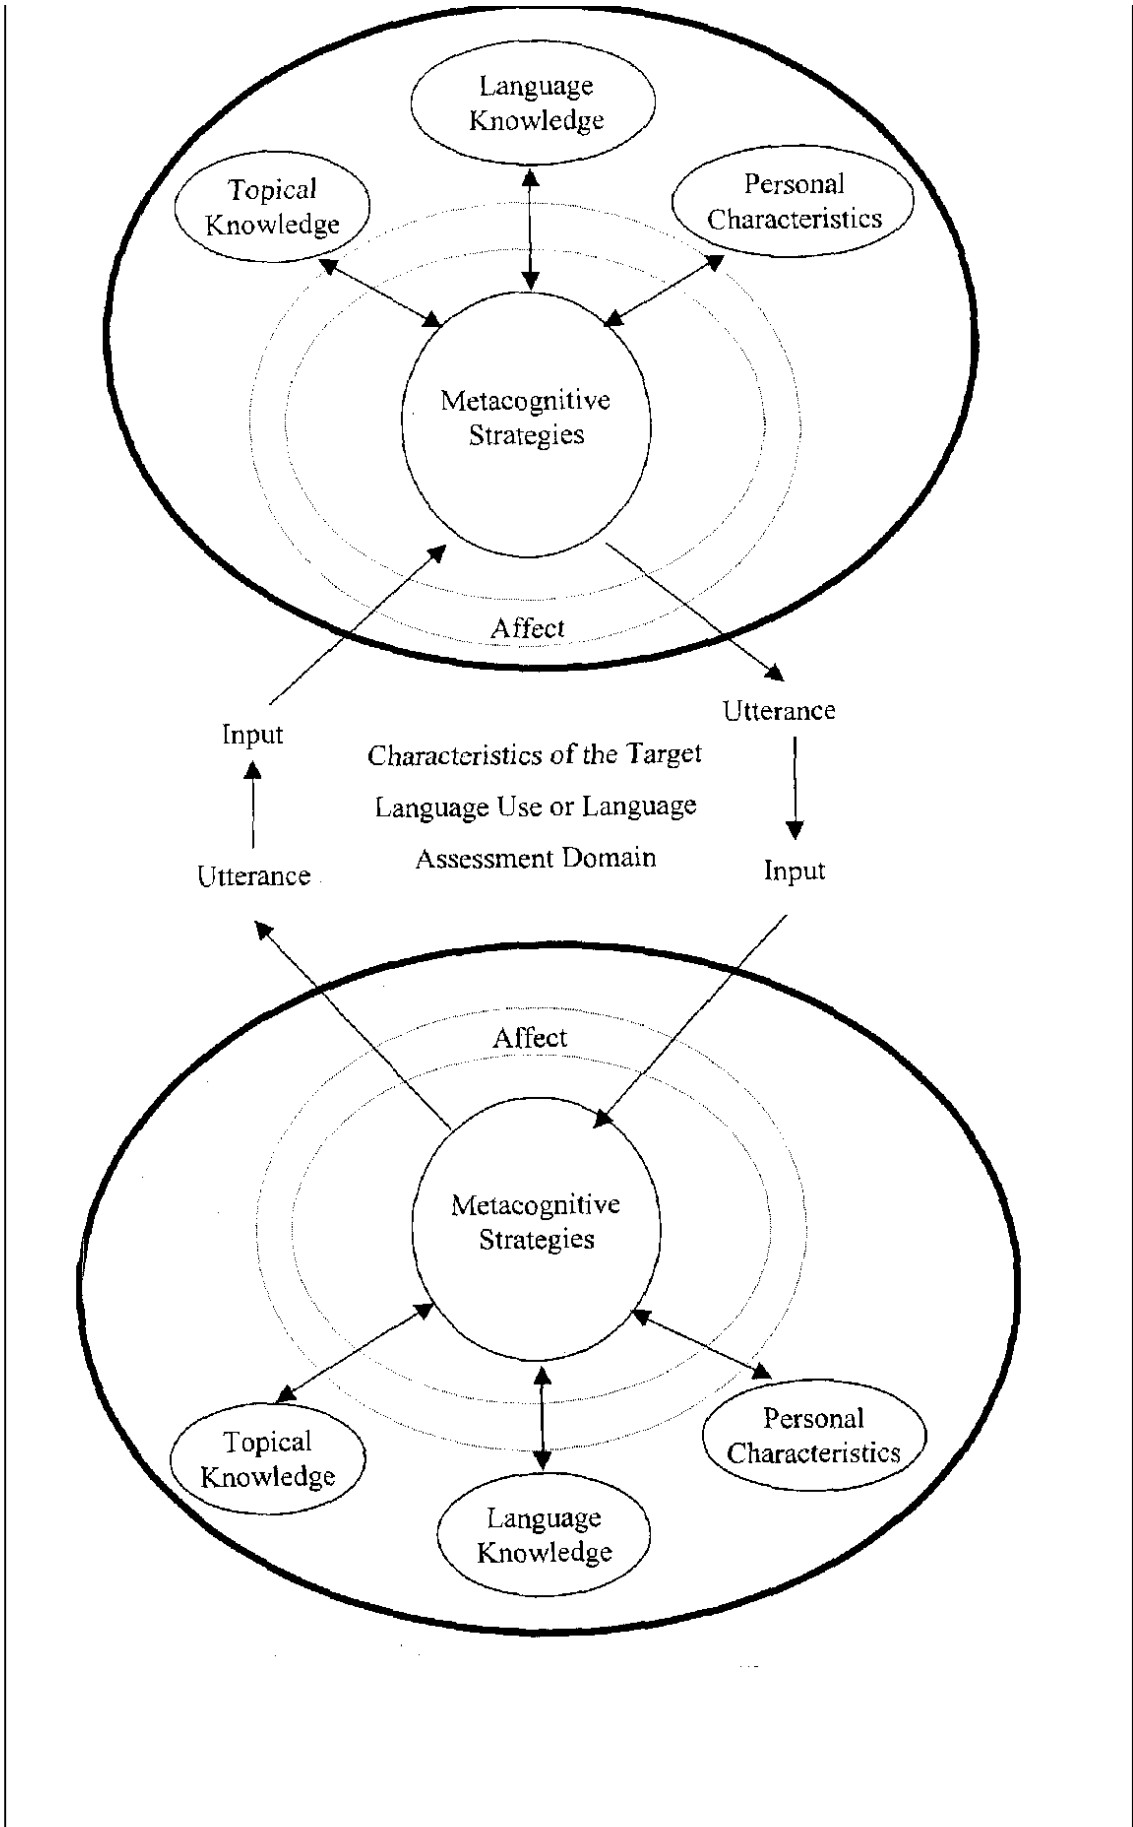 Language
Knowledge
Topical
Knowledge
Personal
Characteristics
Metacognitive
Strategies
Affect
Utterance
Input
Characteristics of the Target
Language Use or Language
Assessment Domain
Utterance
Input
Affect
Metacognitive
Strategies
Topical
Knowledge
Personal
Characteristics
Language
Knowledge